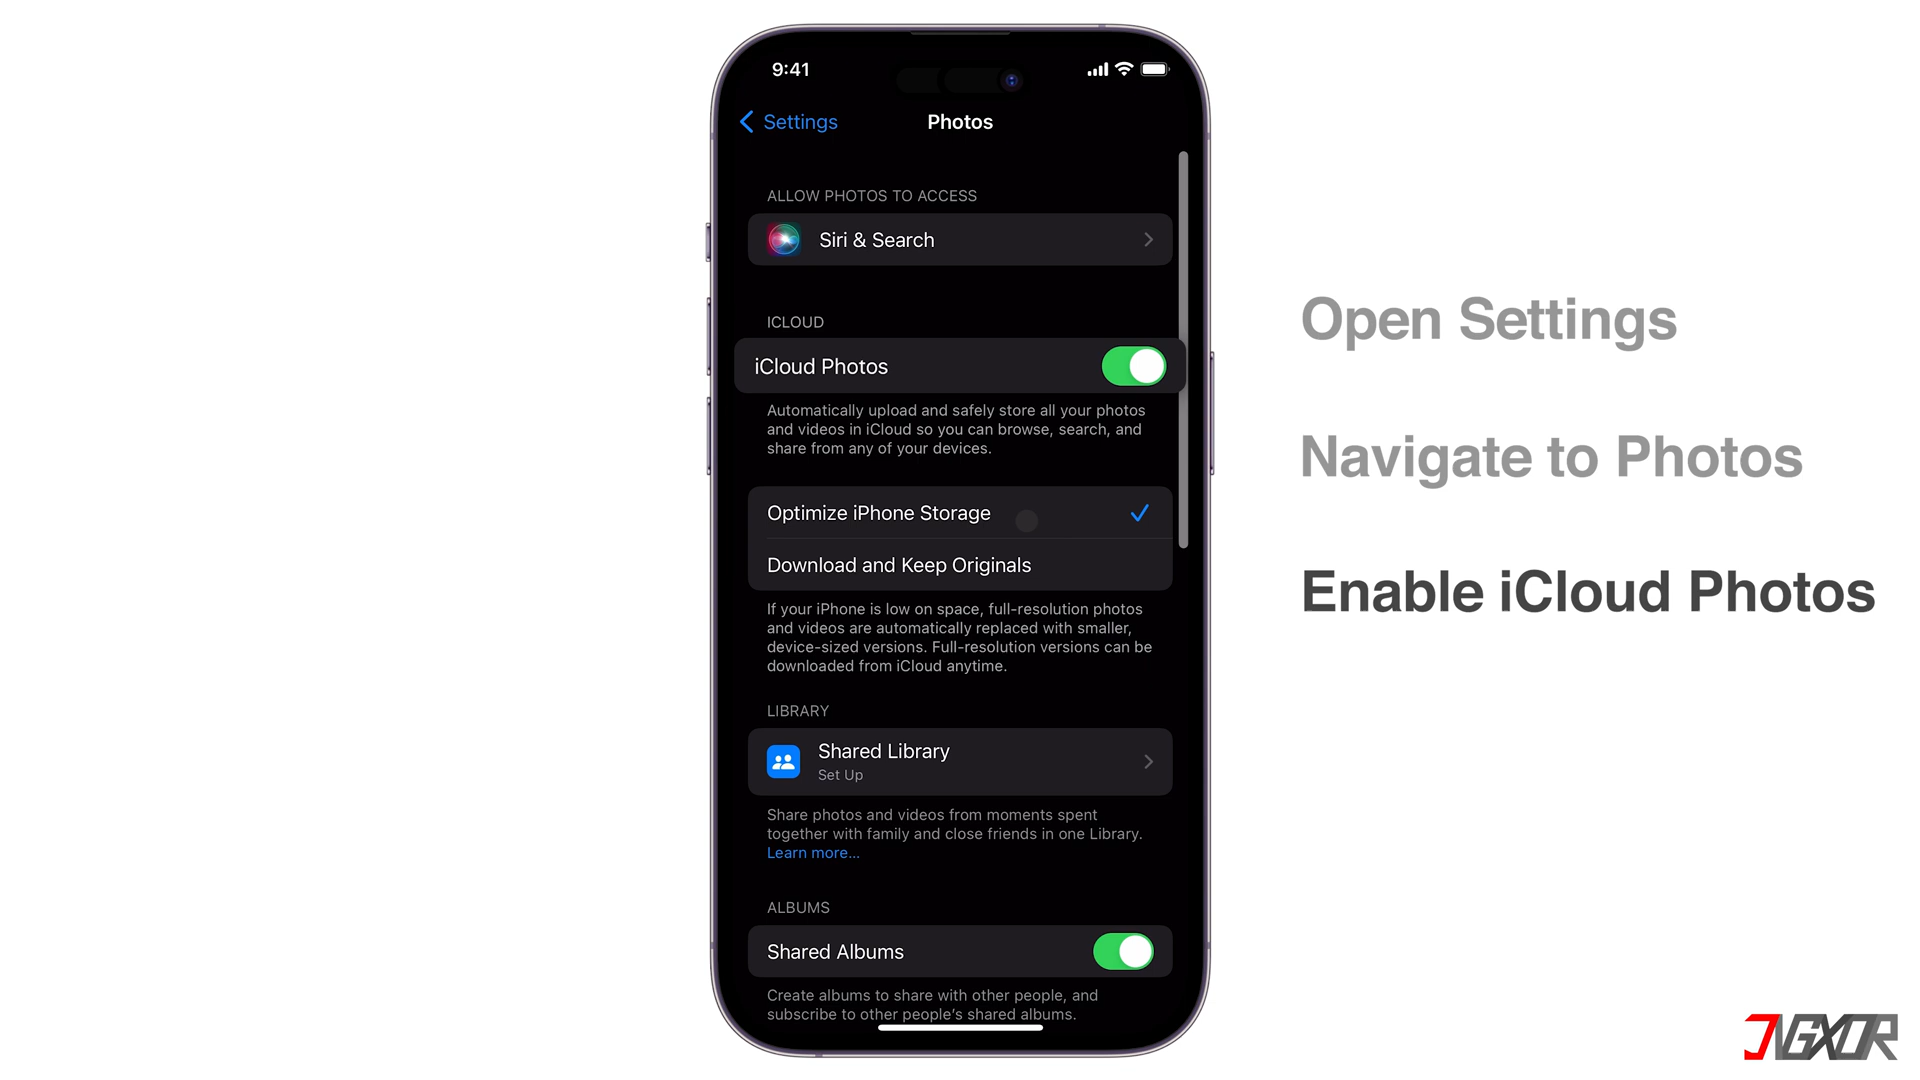 9:41
Settings
Photos
ALLOW PHOTOS TO ACCESS
Siri & Search
ICLOUD
iCloud Photos
Automatically upload and safely store all your photos
and videos in iCloud so you can browse, search, and
share from any of your devices.
Optimize iPhone Storage
Download and Keep Originals
If your iPhone is low on space, full-resolution photos
and videos are automatically replaced with smaller,
device-sized versions. Full-resolution versions can be
downloaded from iCloud anytime.
LIBRARY
Shared Library
Set Up
Share photos and videos from moments spent
together with family and close friends in one Library.
Learn more...
ALBUMS
Shared Albums
Create albums to share with other people, and
subscribe to other people's shared albums.
Open Settings
Navigate to Photos
Enable iCloud Photos
JVGXOR